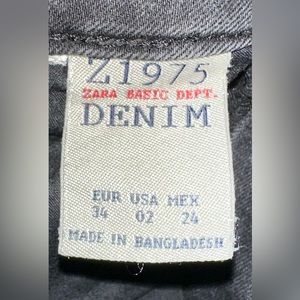 Z1975
ZARA BASIC DEPT.
DENIM
EUR USA MEX
34 02 24
MADE IN BANGLADESH